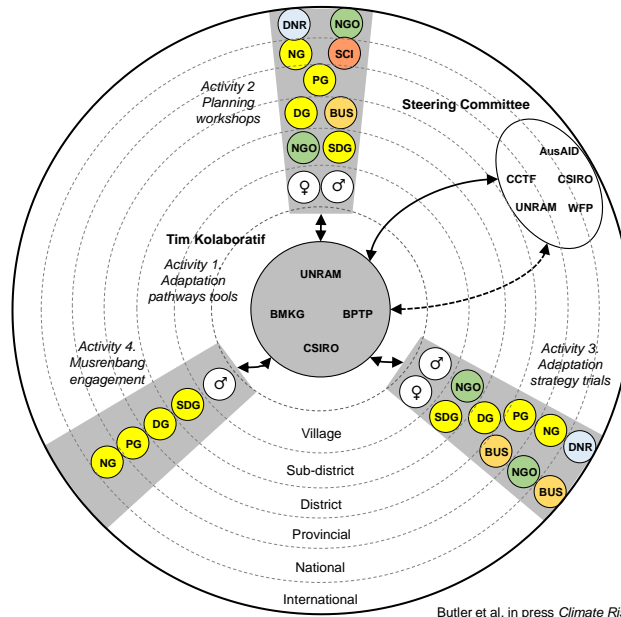 DNR
NGO
NG
SCI
Activity 2
Planning
workshops
PG
Steering Committee
DG
BUS
AusAID
NGO
SDG
CCTF
CSIRO
♀
♂
UNRAM
WFP
Tim Kolaboratif
Activity 1.
Adaptation
pathways tools
UNRAM
BMKG
BPTP
CSIRO
Activity 4.
Musrenbang
engagement
Activity 3.
Adaptation
strategy trials
♂
SDG
DG
PG
NG
♂
♀
NGO
SDG
DG
PG
NG
DNR
BUS
NGO
BUS
Village
Sub-district
District
Provincial
National
International
Butler et al. in press Climate Ris